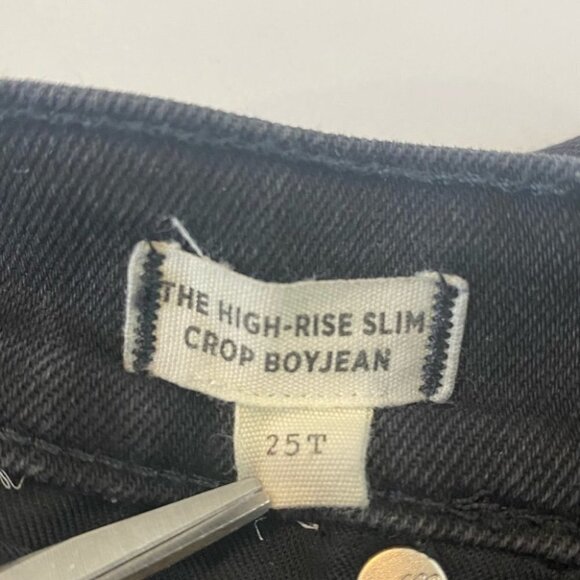 THE HIGH-RISE SLIM
CROP BOYJEAN
25T